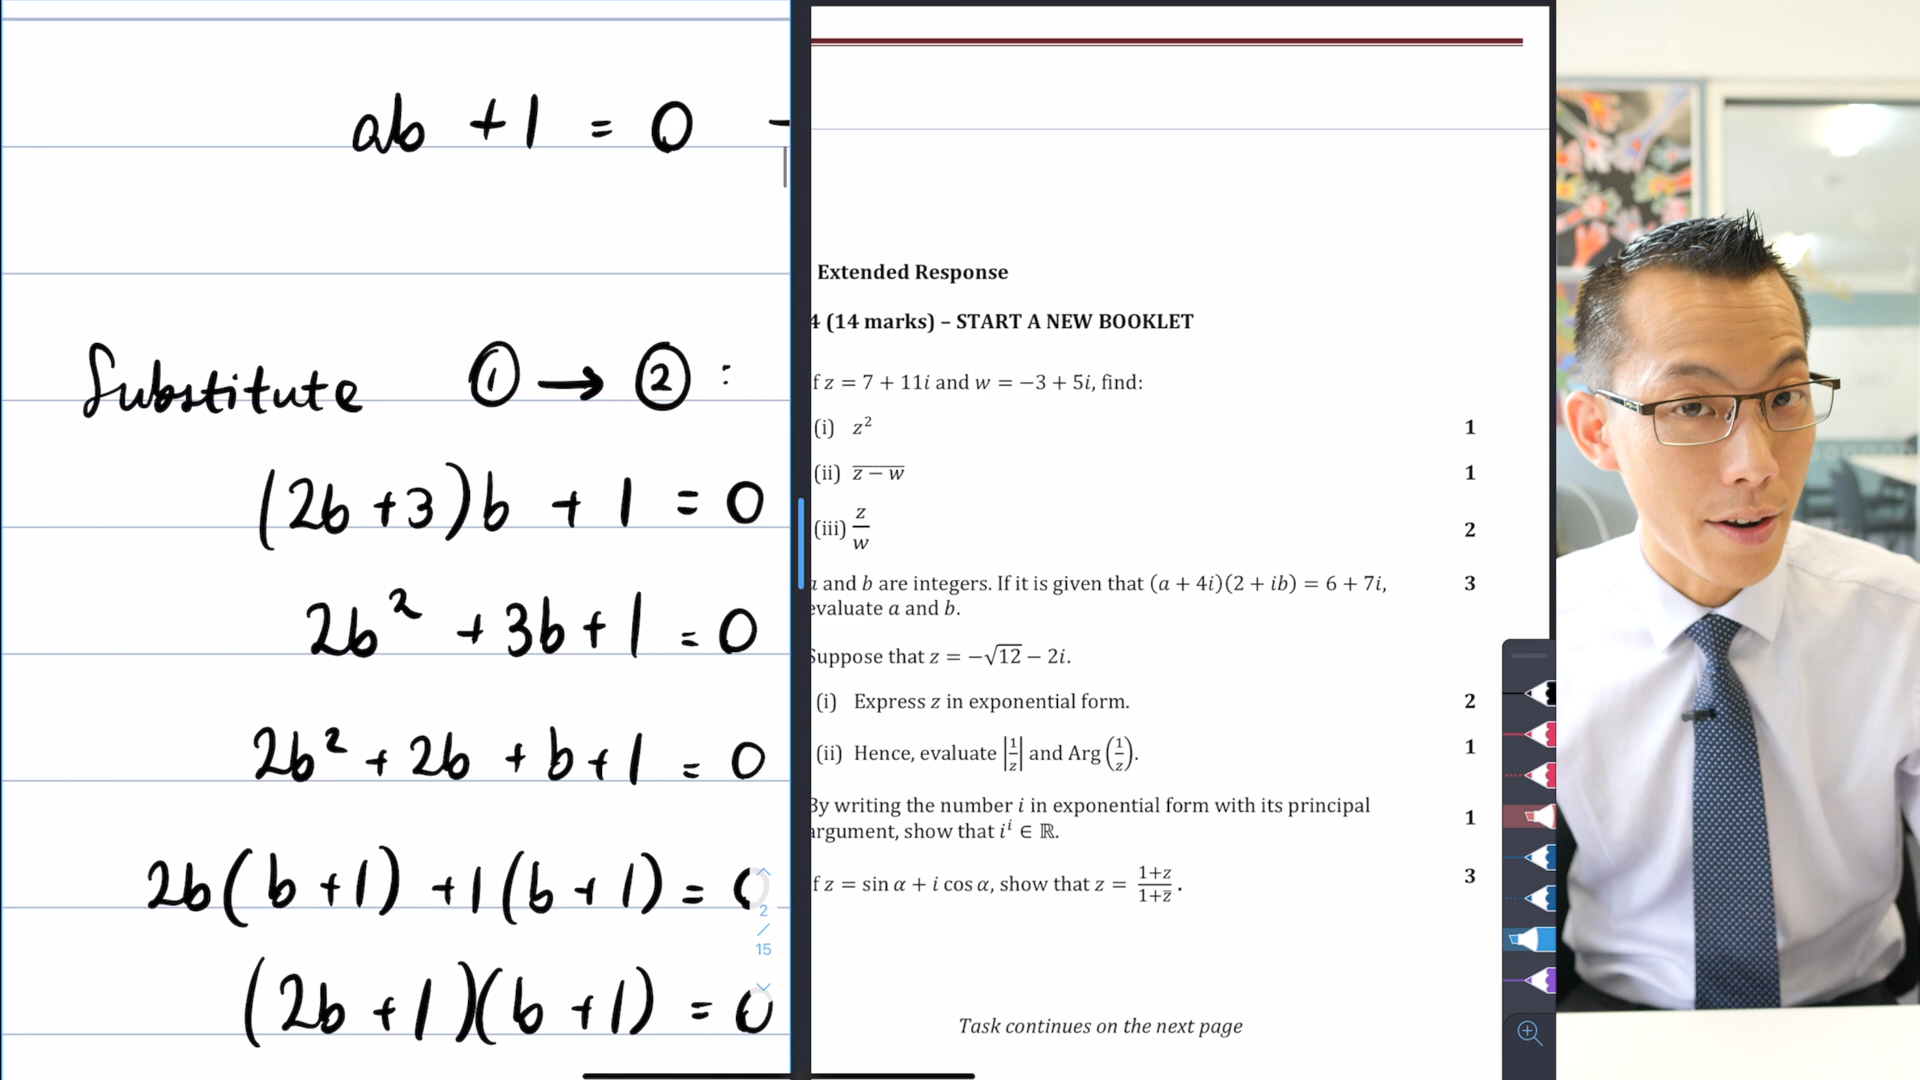 ab + 1 = 0 -
Substitute ① → ② :
(2b + 3)b + 1 = 0
2b² + 3b + 1 = 0
2b² + 2b + b + 1 = 0
2b(b + 1) + 1(b + 1) = 0
(2b + 1)(b + 1) = 0
2
/
15
Extended Response
4 (14 marks) – START A NEW BOOKLET
f z = 7 + 11i and w = −3 + 5i, find:
(i) z² 1
(ii) \overline{z − w} 1
(iii) z/w 2
a and b are integers. If it is given that (a + 4i)(2 + ib) = 6 + 7i, 3
evaluate a and b.
Suppose that z = −√12 − 2i.
(i) Express z in exponential form. 2
(ii) Hence, evaluate |1/z| and Arg (1/z). 1
By writing the number i in exponential form with its principal 1
argument, show that iⁱ ∈ ℝ.
f z = sin α + i cos α, show that z = (1+z)/(1+z̄) . 3
Task continues on the next page